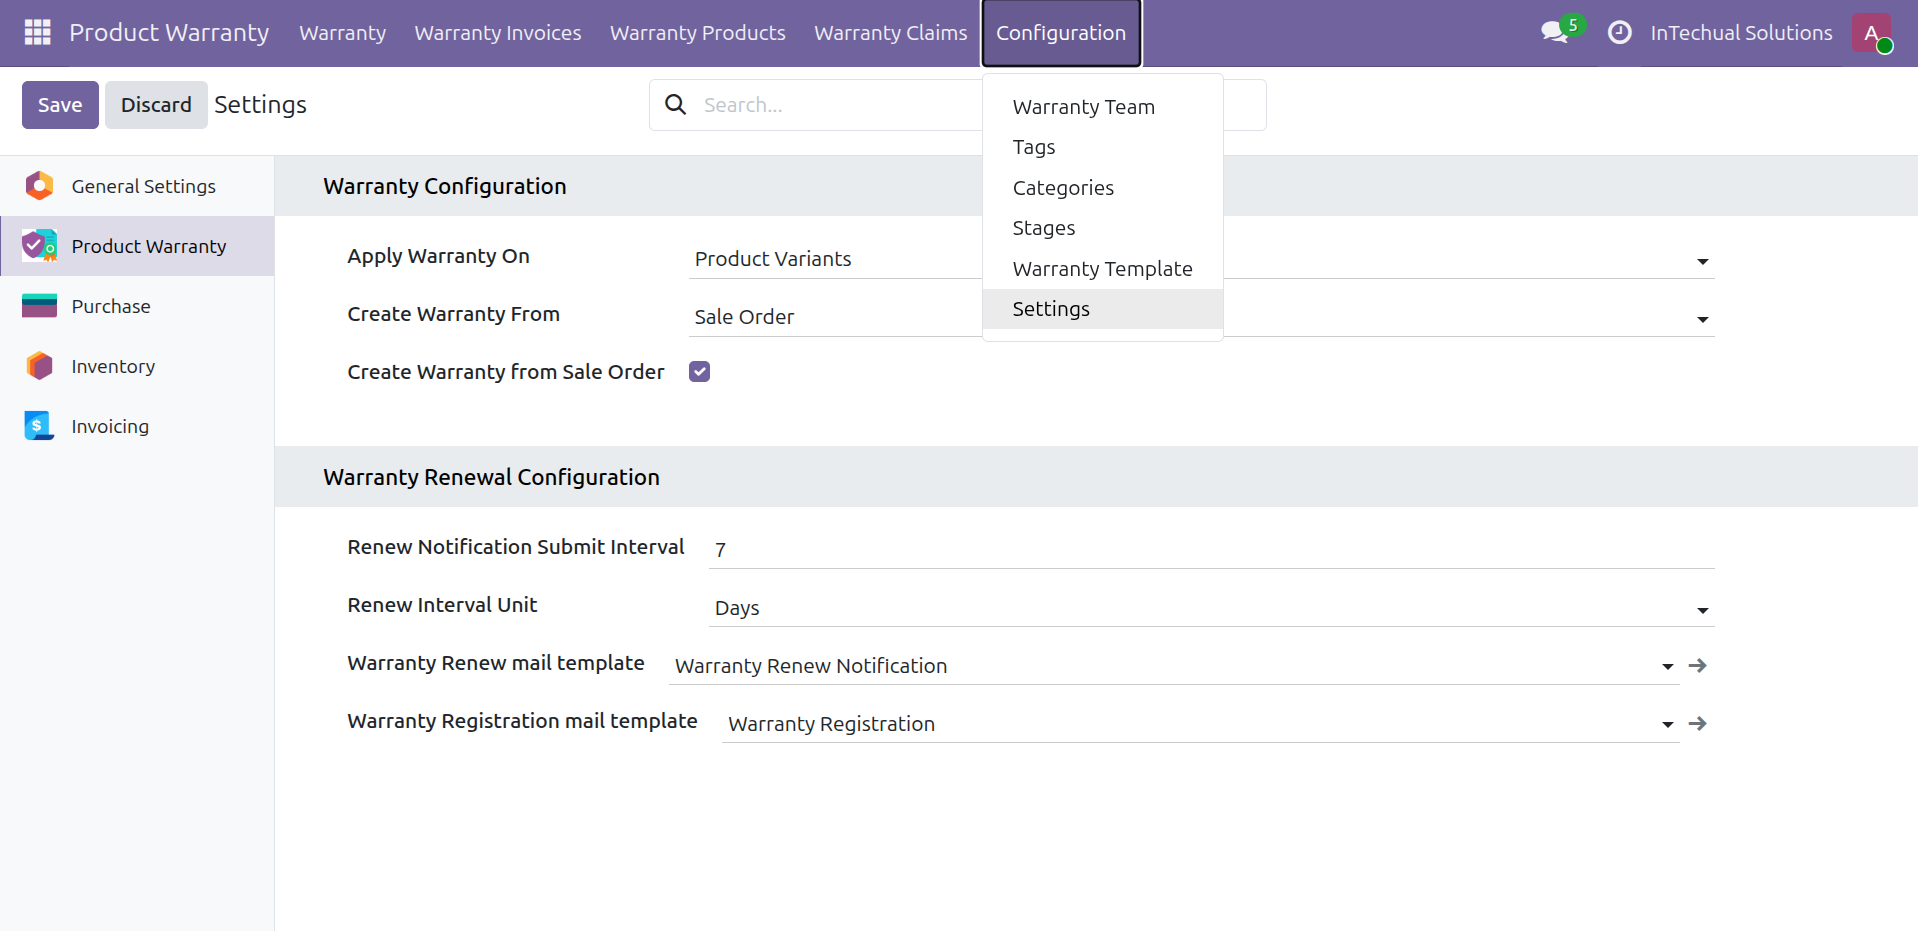 Product Warranty Warranty Warranty Invoices Warranty Products Warranty Claims Configuration 5 InTechual Solutions A
Save Discard Settings Search...
Warranty Team
Tags
Categories
Stages
Warranty Template
Settings
General Settings
Product Warranty
Purchase
Inventory
$ Invoicing
Warranty Configuration
Apply Warranty On Product Variants
Create Warranty From Sale Order
Create Warranty from Sale Order
Warranty Renewal Configuration
Renew Notification Submit Interval 7
Renew Interval Unit Days
Warranty Renew mail template Warranty Renew Notification
Warranty Registration mail template Warranty Registration